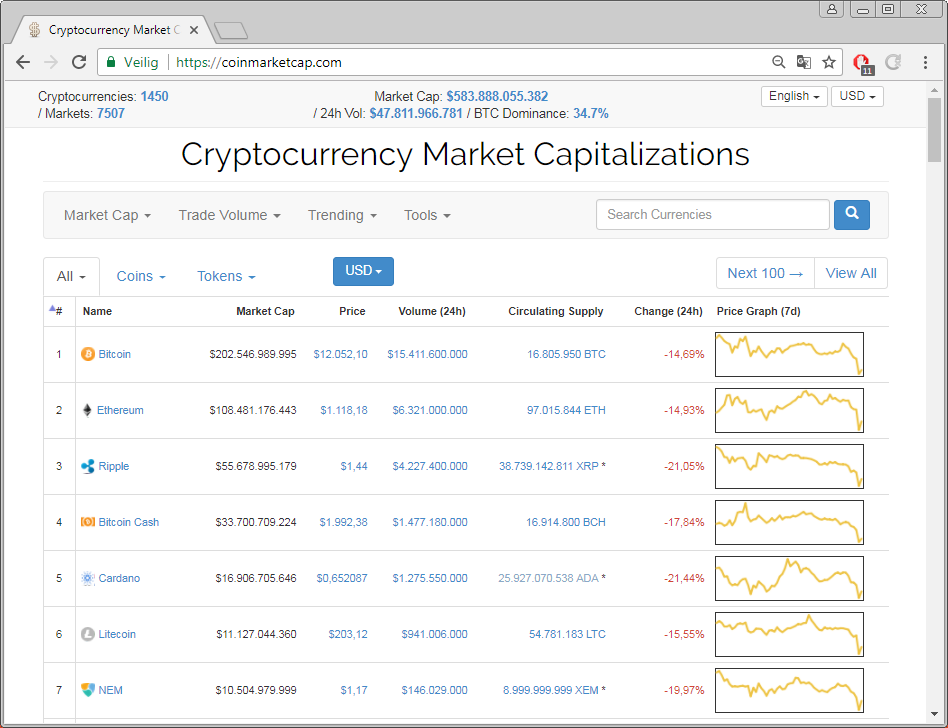 Cryptocurrency Market C
Veilig https://coinmarketcap.com
11
Cryptocurrencies: 1450 Market Cap: $583.888.055.382 English USD
/ Markets: 7507 / 24h Vol: $47.811.966.781 / BTC Dominance: 34.7%
Cryptocurrency Market Capitalizations
Market Cap Trade Volume Trending Tools Search Currencies
All Coins Tokens USD Next 100 → View All
# Name Market Cap Price Volume (24h) Circulating Supply Change (24h) Price Graph (7d)
1 Bitcoin $202.546.989.995 $12.052,10 $15.411.600.000 16.805.950 BTC -14,69%
2 Ethereum $108.481.176.443 $1.118,18 $6.321.000.000 97.015.844 ETH -14,93%
3 Ripple $55.678.995.179 $1,44 $4.227.400.000 38.739.142.811 XRP * -21,05%
4 Bitcoin Cash $33.700.709.224 $1.992,38 $1.477.180.000 16.914.800 BCH -17,84%
5 Cardano $16.906.705.646 $0,652087 $1.275.550.000 25.927.070.538 ADA * -21,44%
6 Litecoin $11.127.044.360 $203,12 $941.006.000 54.781.183 LTC -15,55%
7 NEM $10.504.979.999 $1,17 $146.029.000 8.999.999.999 XEM * -19,97%